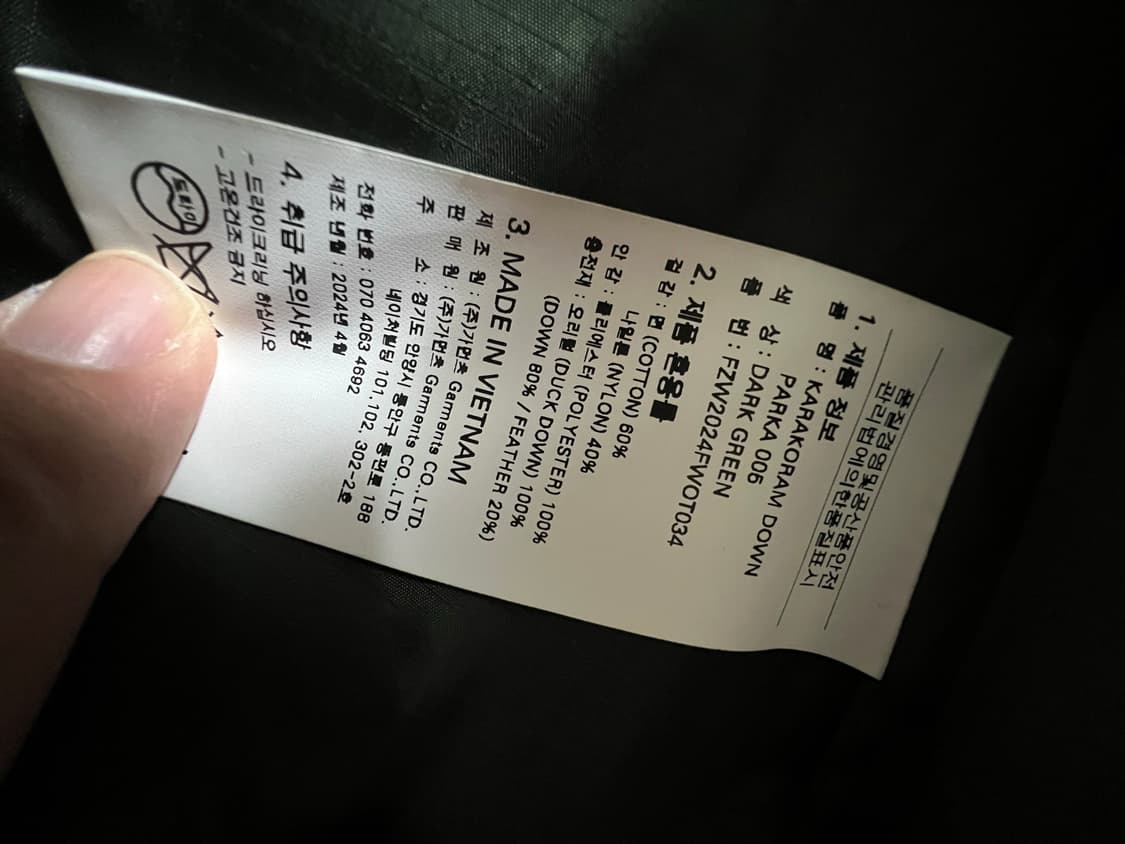 품질경영및공산품안전
관리법에의한품질표시
1. 제품 정보
품 명 : KARAKORAM DOWN
PARKA 006
색 상 : DARK GREEN
품 번 : FZW2024FWOT034
2. 제품 혼용률
겉 감 : 면 (COTTON) 60%
나일론 (NYLON) 40%
안 감 : 폴리에스터 (POLYESTER) 100%
충전재 : 오리털 (DUCK DOWN) 100%
(DOWN 80% / FEATHER 20%)
3. MADE IN VIETNAM
제 조 원 : (주)가먼츠 Garments CO.,LTD.
판 매 원 : (주)가먼츠 Garments CO.,LTD.
주 소 : 경기도 안양시 동안구 동편로 188
네이처빌딩 101.102, 302-2호
전화 번호 : 070 4063 4692
제조 년월 : 2024년 4월
4. 취급 주의사항
- 드라이크리닝 하십시오
- 고온건조 금지
드라이